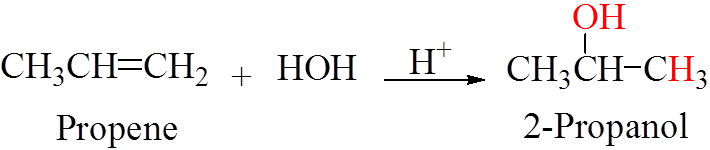 OH
CH3CH=CH2 + HOH H+ CH3CH-CH3
Propene 2-Propanol